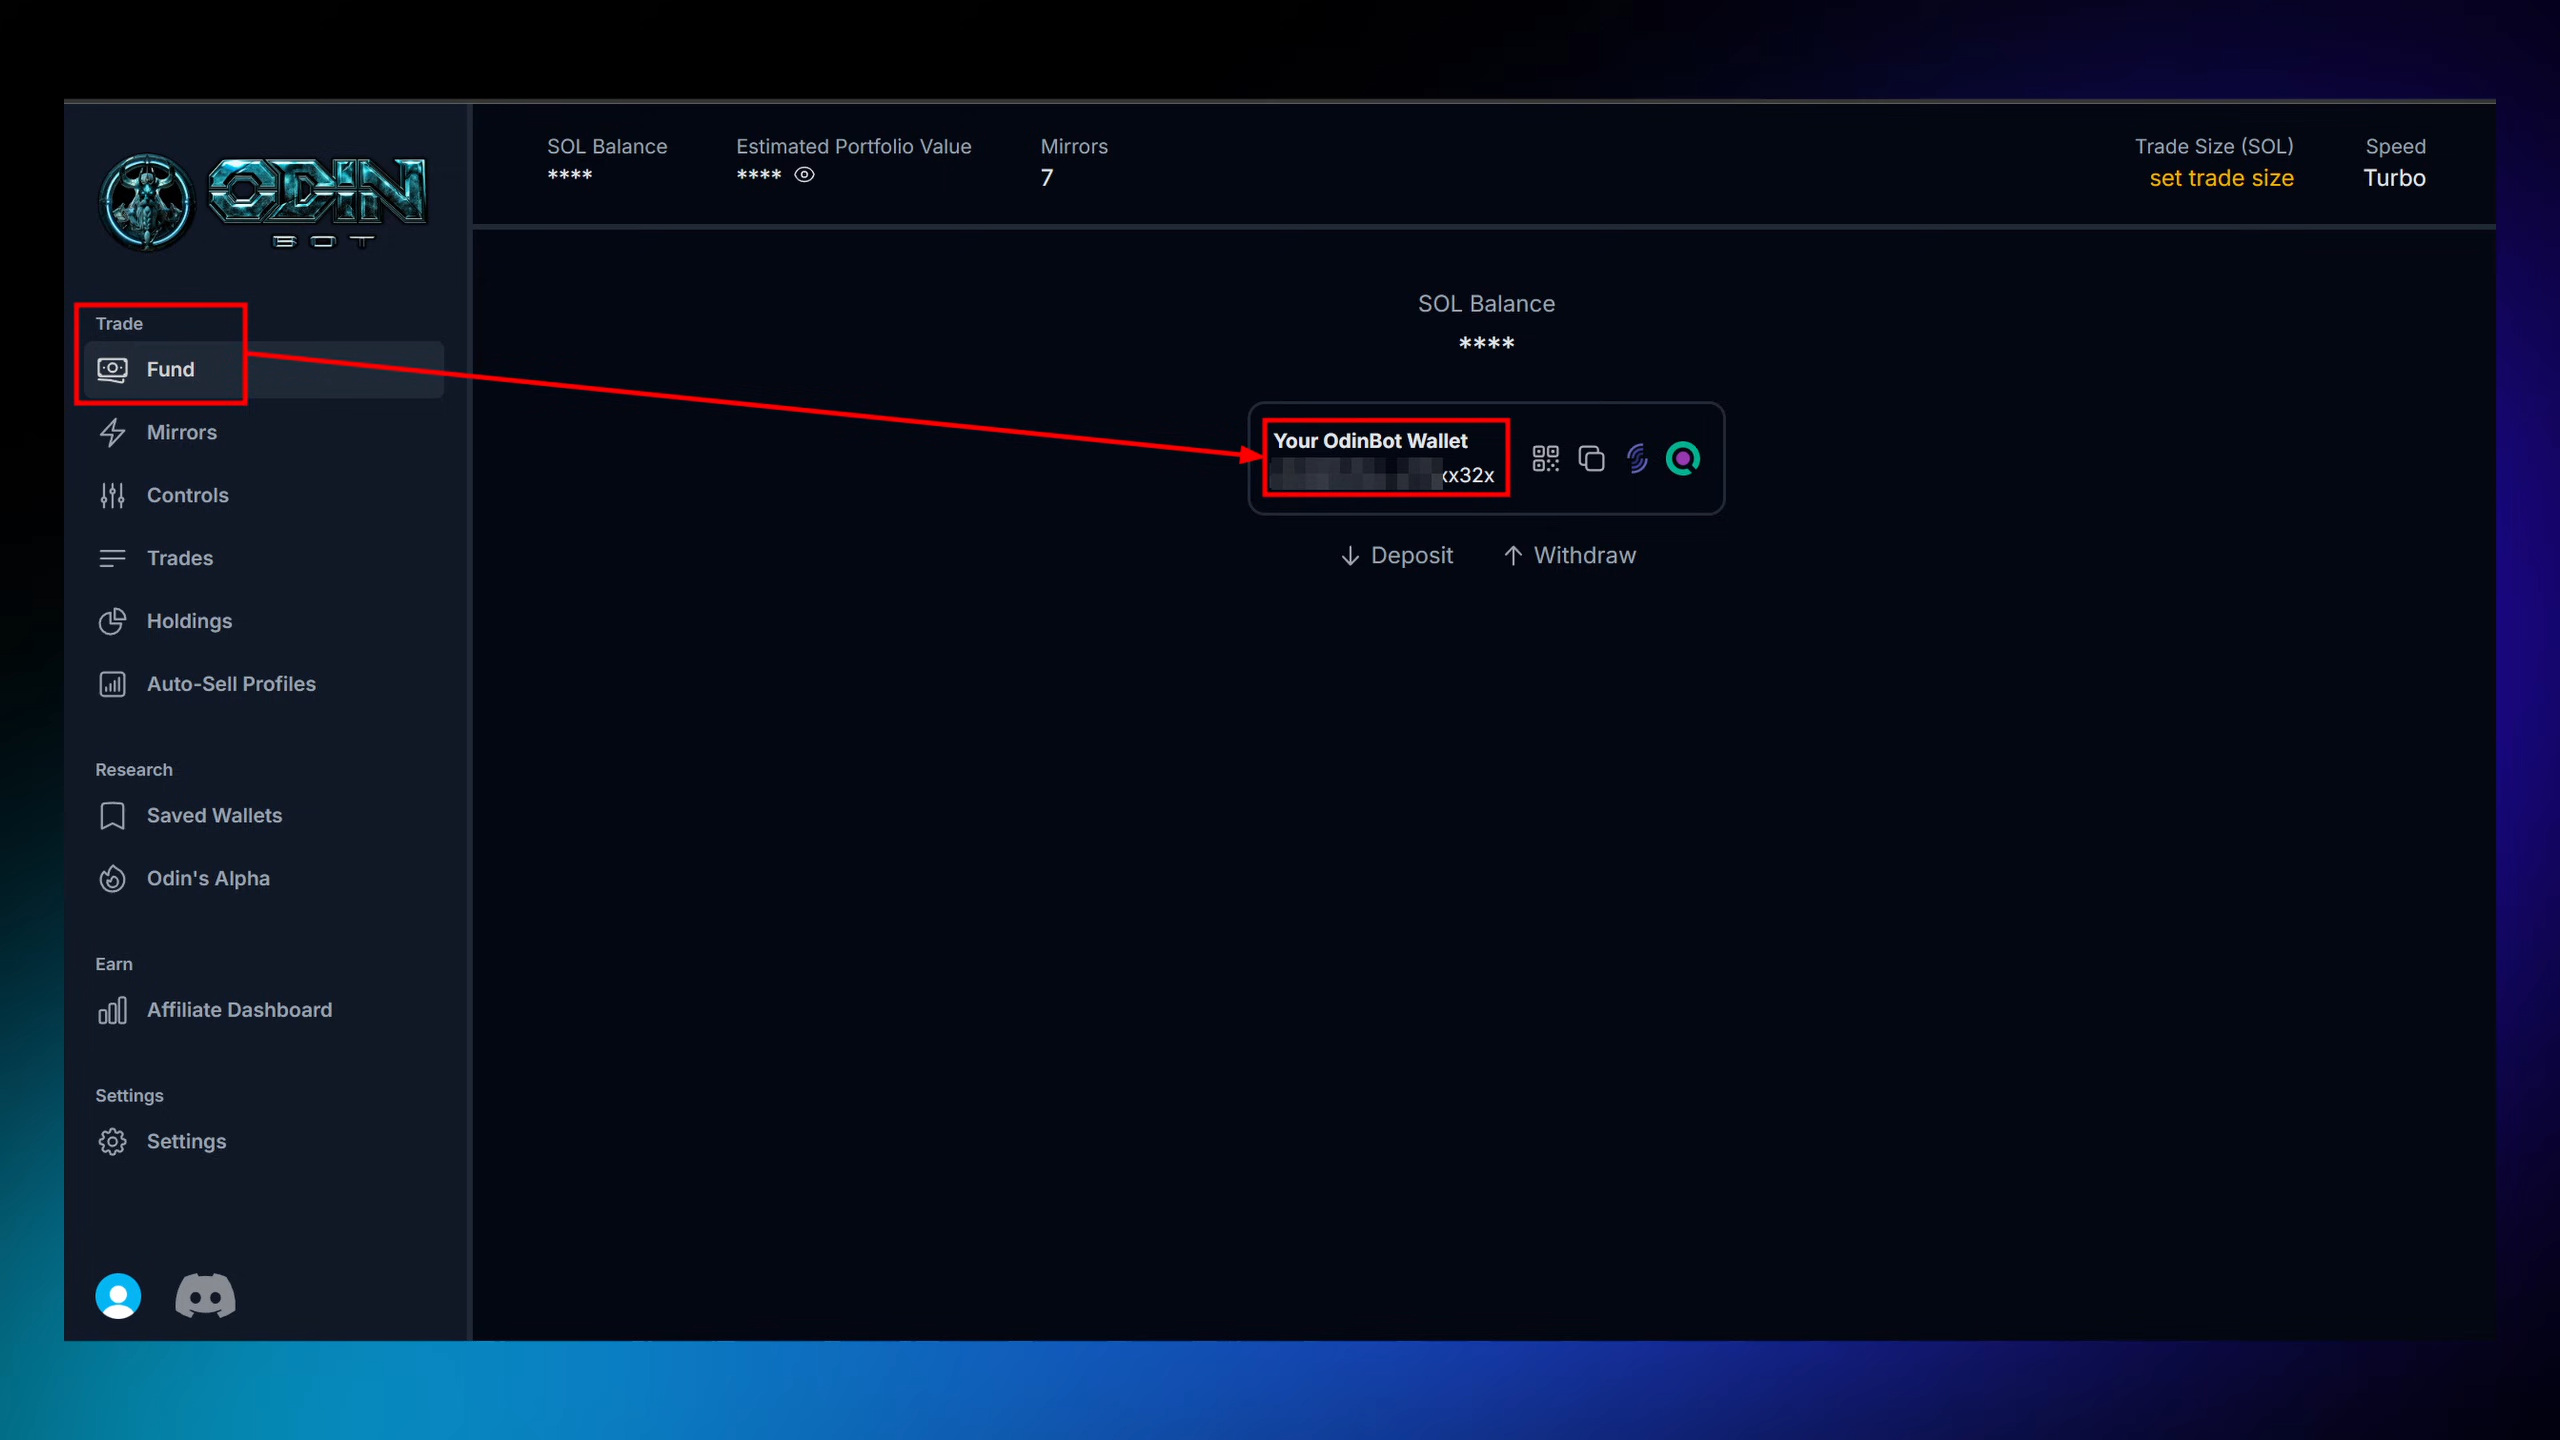 ODIN
BOT
SOL Balance
****
Estimated Portfolio Value
****
Mirrors
7
Trade Size (SOL)
set trade size
Speed
Turbo
Trade
Fund
Mirrors
Controls
Trades
Holdings
Auto-Sell Profiles
Research
Saved Wallets
Odin's Alpha
Earn
Affiliate Dashboard
Settings
Settings
SOL Balance
****
Your OdinBot Wallet
xx32x
Deposit
Withdraw